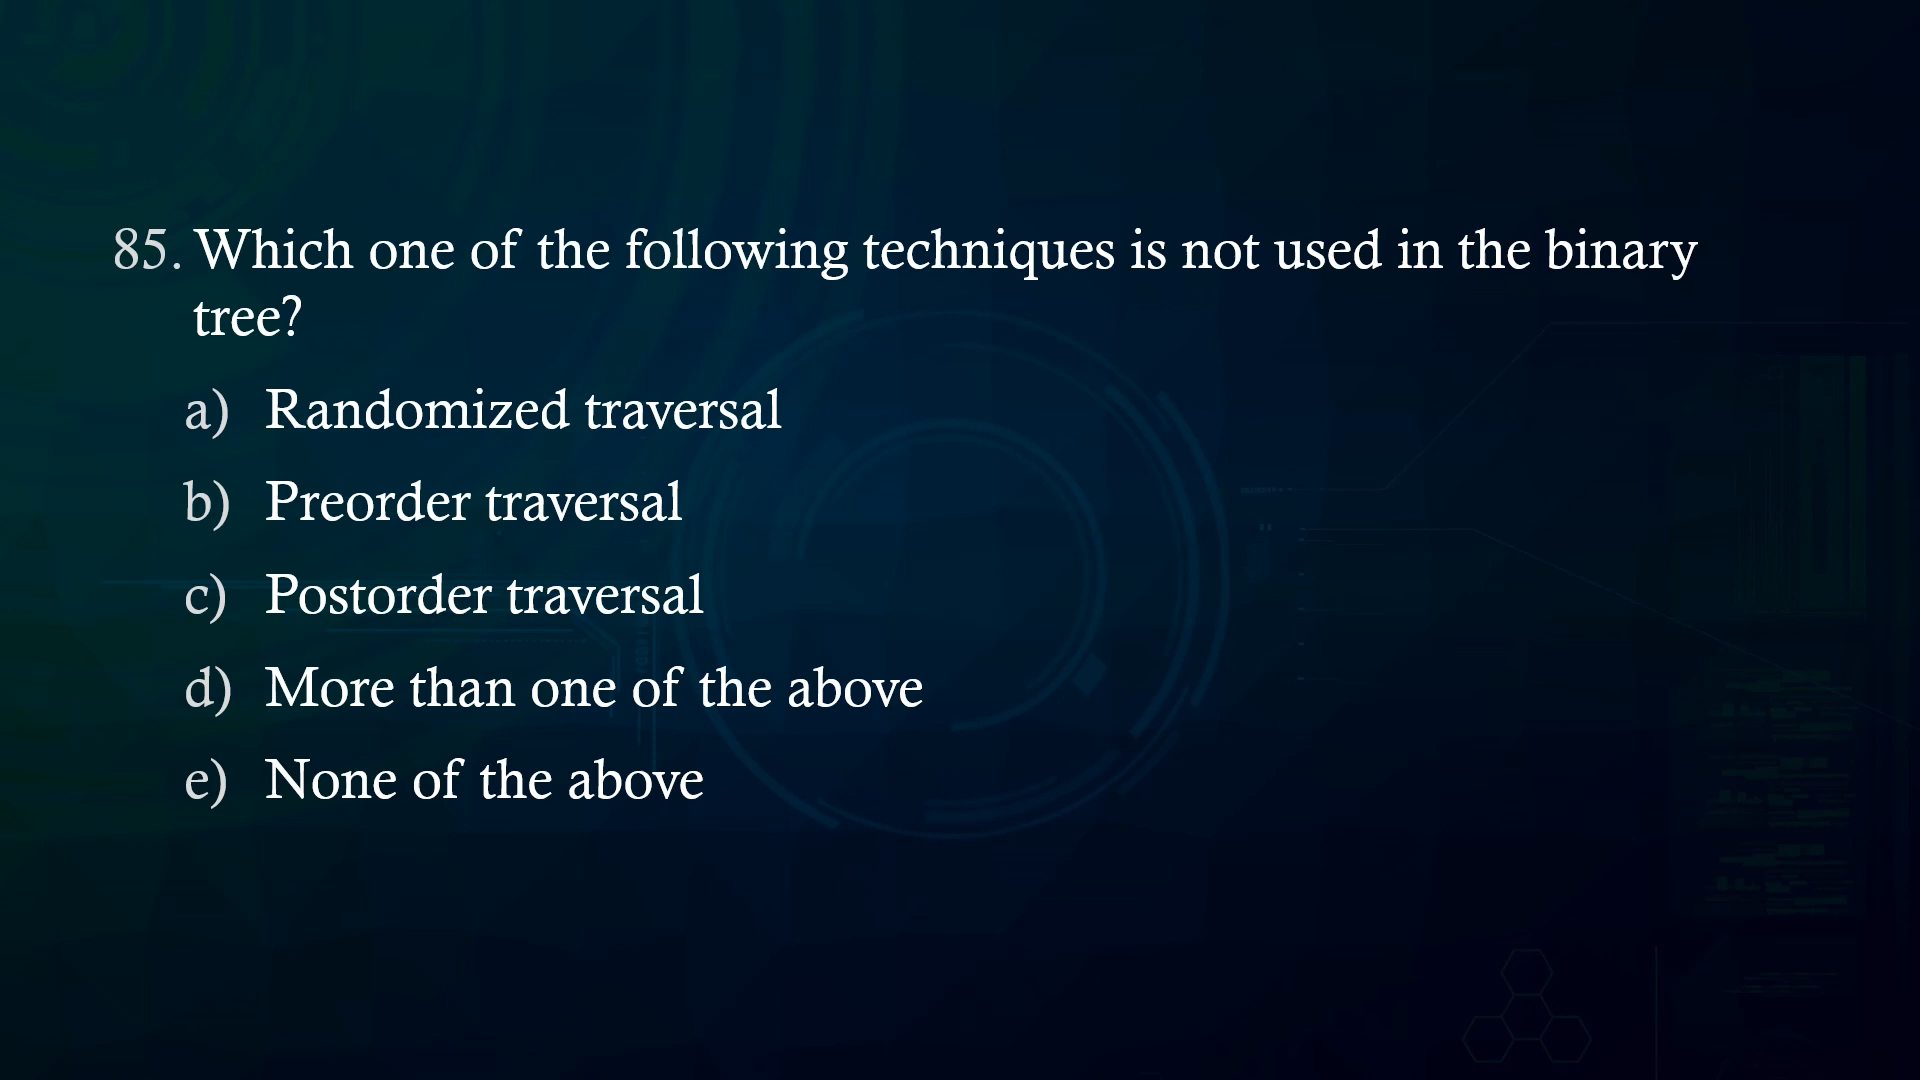 85. Which one of the following techniques is not used in the binary
tree?
a) Randomized traversal
b) Preorder traversal
c) Postorder traversal
d) More than one of the above
e) None of the above